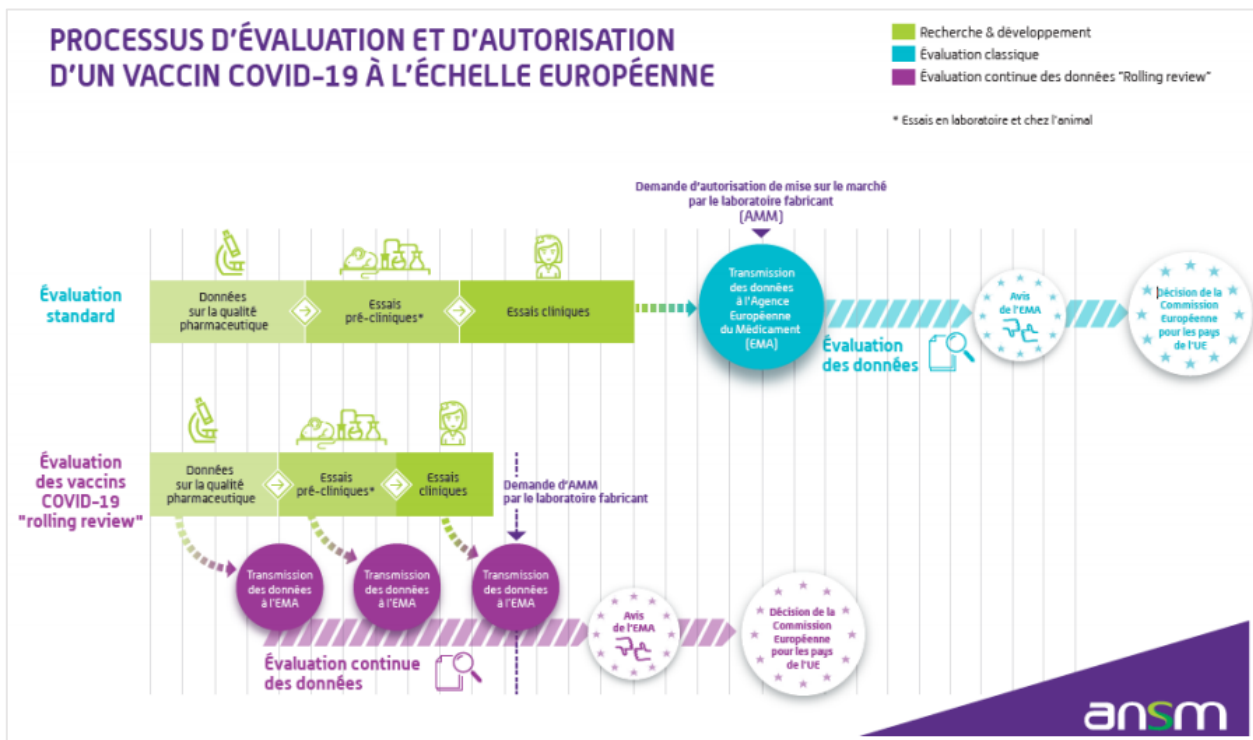 PROCESSUS D'ÉVALUATION ET D'AUTORISATION
D'UN VACCIN COVID-19 À L'ÉCHELLE EUROPÉENNE
Recherche & développement
Évaluation classique
Évaluation continue des données "Rolling review"
* Essais en laboratoire et chez l'animal
Demande d'autorisation de mise sur le marché
par le laboratoire fabricant
(AMM)
Évaluation
standard
Données
sur la qualité
pharmaceutique
Essais
pré-cliniques*
Essais cliniques
Transmission
des données
à l'Agence
Européenne
du Médicament
(EMA)
Évaluation
des données
Avis
de l'EMA
Décision de la
Commission
Européenne
pour les pays
de l'UE
Évaluation
des vaccins
COVID-19
"rolling review"
Données
sur la qualité
pharmaceutique
Essais
pré-cliniques*
Essais
cliniques
Demande d'AMM
par le laboratoire fabricant
Transmission
des données
à l'EMA
Transmission
des données
à l'EMA
Transmission
des données
à l'EMA
Évaluation continue
des données
Avis
de l'EMA
Décision de la
Commission
Européenne
pour les pays
de l'UE
ansm